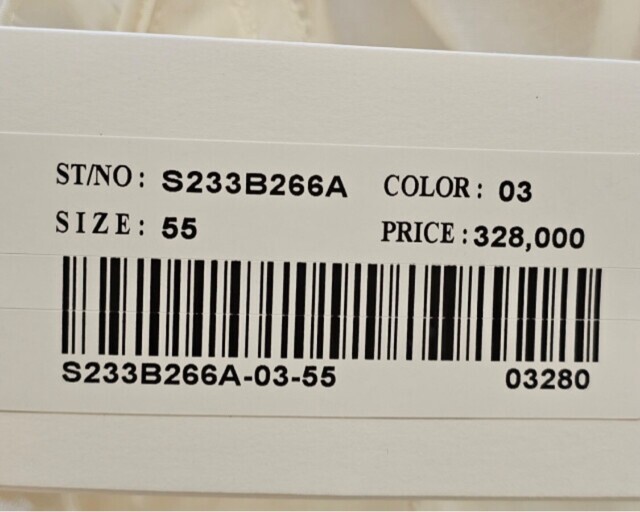 ST/NO: S233B266A COLOR: 03
SIZE: 55 PRICE: 328,000
S233B266A-03-55 03280